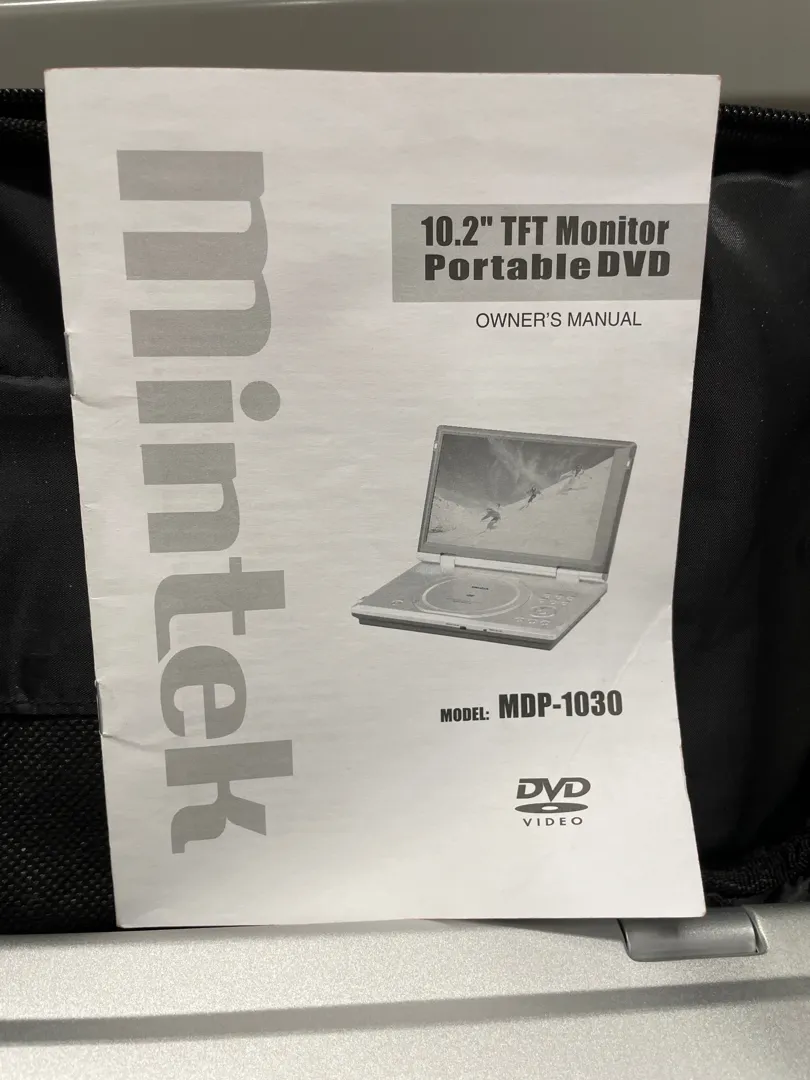 mintek
10.2" TFT Monitor
Portable DVD
OWNER'S MANUAL
MODEL: MDP-1030
DVD
VIDEO